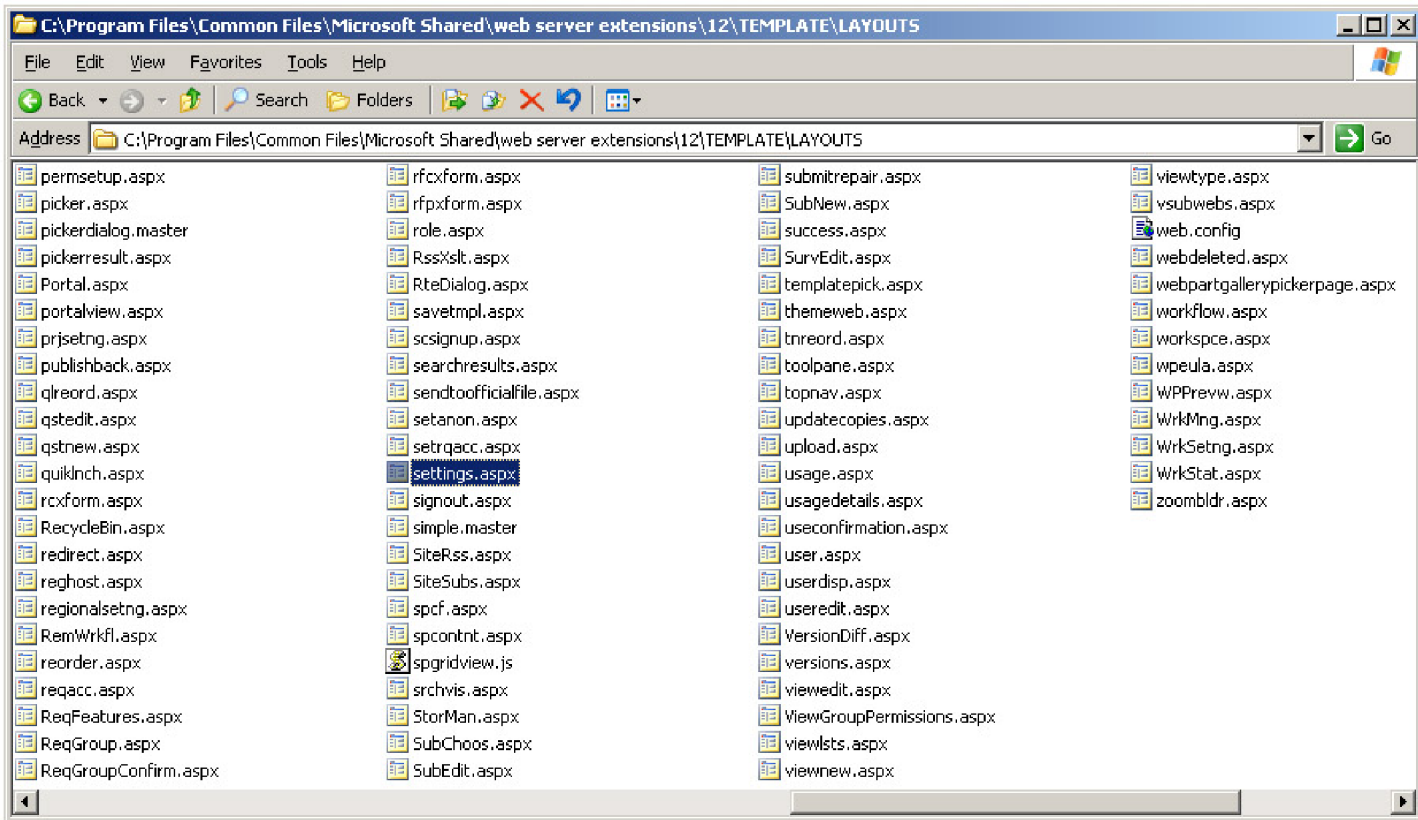 C:\Program Files\Common Files\Microsoft Shared\web server extensions\12\TEMPLATE\LAYOUTS
File Edit View Favorites Tools Help
Back Search Folders
Address C:\Program Files\Common Files\Microsoft Shared\web server extensions\12\TEMPLATE\LAYOUTS Go
permsetup.aspx
picker.aspx
pickerdialog.master
pickerresult.aspx
Portal.aspx
portalview.aspx
prjsetng.aspx
publishback.aspx
qlreord.aspx
qstedit.aspx
qstnew.aspx
quiklnch.aspx
rcxform.aspx
RecycleBin.aspx
redirect.aspx
reghost.aspx
regionalsetng.aspx
RemWrkfl.aspx
reorder.aspx
reqacc.aspx
ReqFeatures.aspx
ReqGroup.aspx
ReqGroupConfirm.aspx
rfcxform.aspx
rfpxform.aspx
role.aspx
RssXslt.aspx
RteDialog.aspx
savetmpl.aspx
scsignup.aspx
searchresults.aspx
sendtoofficialfile.aspx
setanon.aspx
setrqacc.aspx
settings.aspx
signout.aspx
simple.master
SiteRss.aspx
SiteSubs.aspx
spcf.aspx
spcontnt.aspx
spgridview.js
srchvis.aspx
StorMan.aspx
SubChoos.aspx
SubEdit.aspx
submitrepair.aspx
SubNew.aspx
success.aspx
SurvEdit.aspx
templatepick.aspx
themeweb.aspx
tnreord.aspx
toolpane.aspx
topnav.aspx
updatecopies.aspx
upload.aspx
usage.aspx
usagedetails.aspx
useconfirmation.aspx
user.aspx
userdisp.aspx
useredit.aspx
VersionDiff.aspx
versions.aspx
viewedit.aspx
ViewGroupPermissions.aspx
viewlsts.aspx
viewnew.aspx
viewtype.aspx
vsubwebs.aspx
web.config
webdeleted.aspx
webpartgallerypickerpage.aspx
workflow.aspx
workspce.aspx
wpeula.aspx
WPPrevw.aspx
WrkMng.aspx
WrkSetng.aspx
WrkStat.aspx
zoombldr.aspx